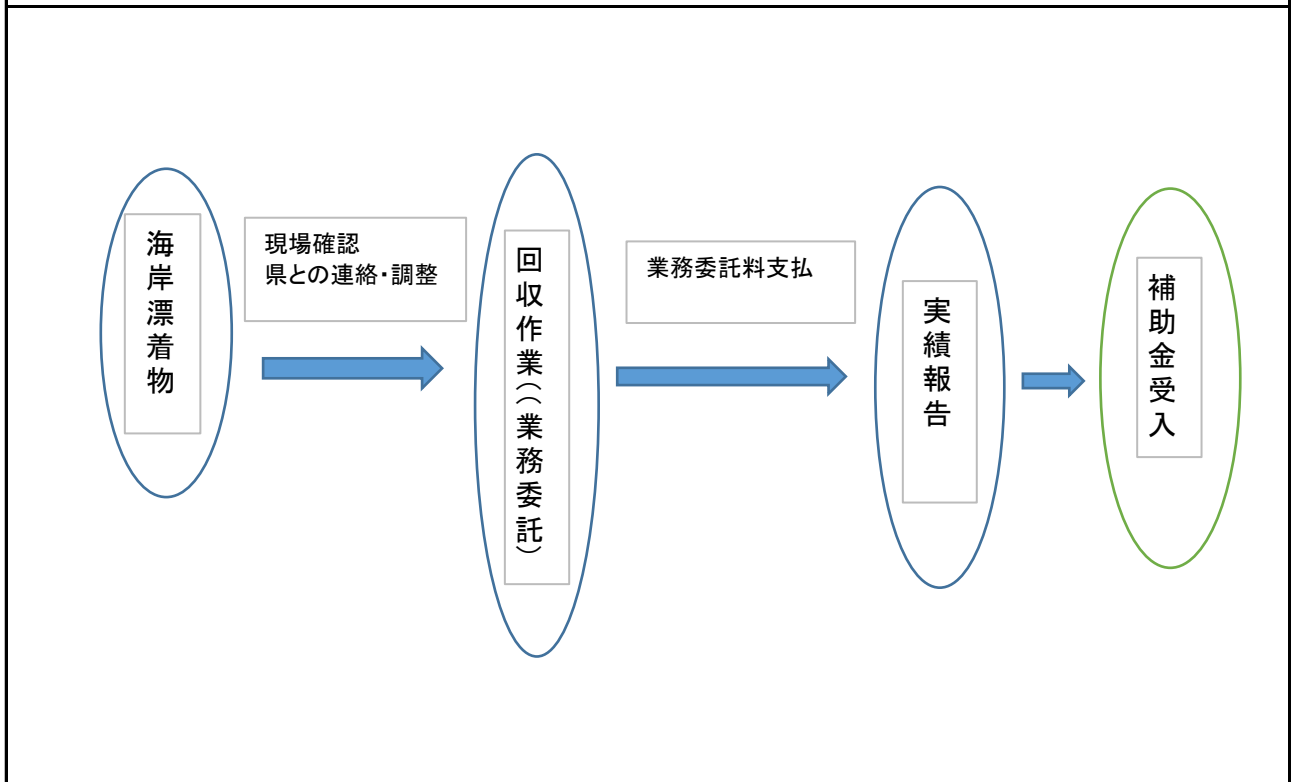 海岸漂着物
現場確認
県との連絡・調整
回収作業((業務委託)
業務委託料支払
実績報告
補助金受入